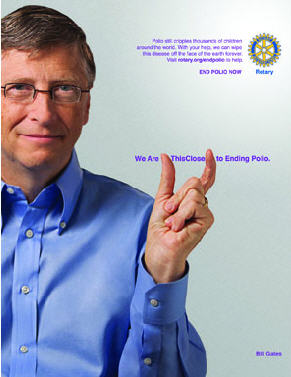 Polio still cripples thousands of children
around the world. With your help, we can wipe
this disease off the face of the earth forever.
Visit rotary.org/endpolio to help.
END POLIO NOW
Rotary
We Are ThisClose to Ending Polio.
Bill Gates